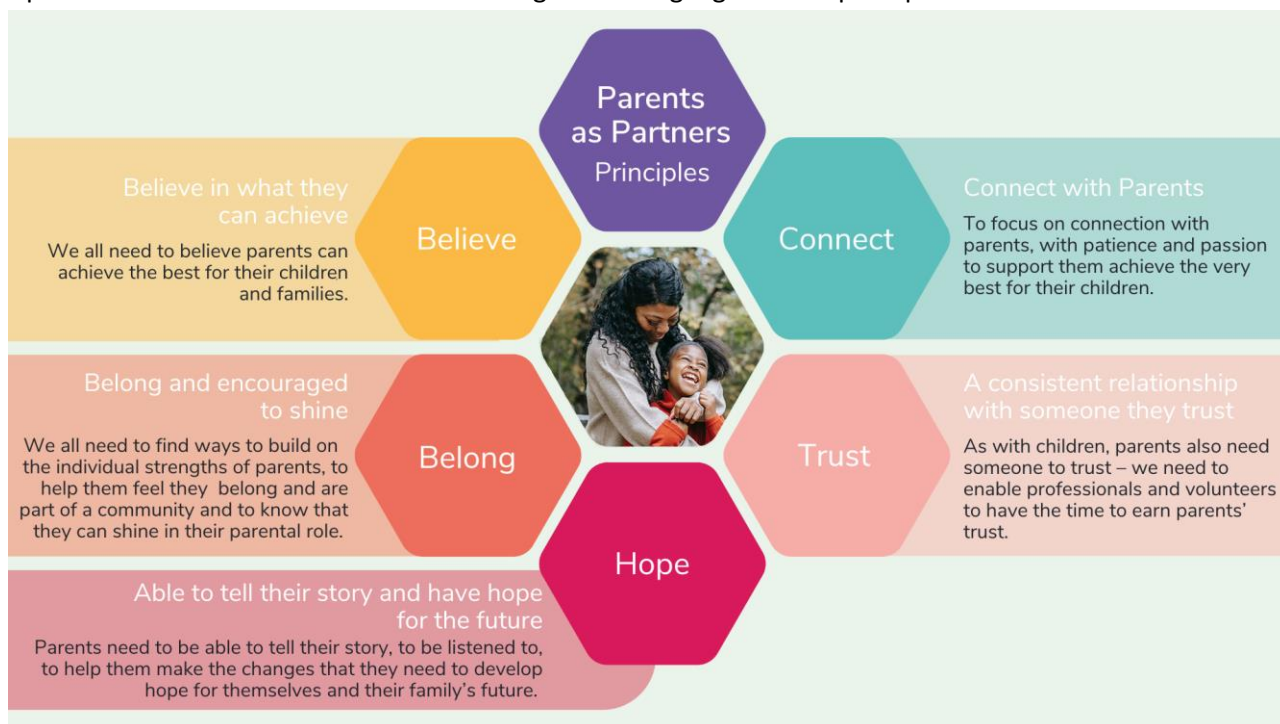 Parents
as Partners
Principles
Believe in what they
can achieve
We all need to believe parents can
achieve the best for their children
and families.
Believe
Connect
Connect with Parents
To focus on connection with
parents, with patience and passion
to support them achieve the very
best for their children.
Belong and encouraged
to shine
We all need to find ways to build on
the individual strengths of parents, to
help them feel they belong and are
part of a community and to know that
they can shine in their parental role.
Belong
Trust
A consistent relationship
with someone they trust
As with children, parents also need
someone to trust – we need to
enable professionals and volunteers
to have the time to earn parents'
trust.
Hope
Able to tell their story and have hope
for the future
Parents need to be able to tell their story, to be listened to,
to help them make the changes that they need to develop
hope for themselves and their family's future.